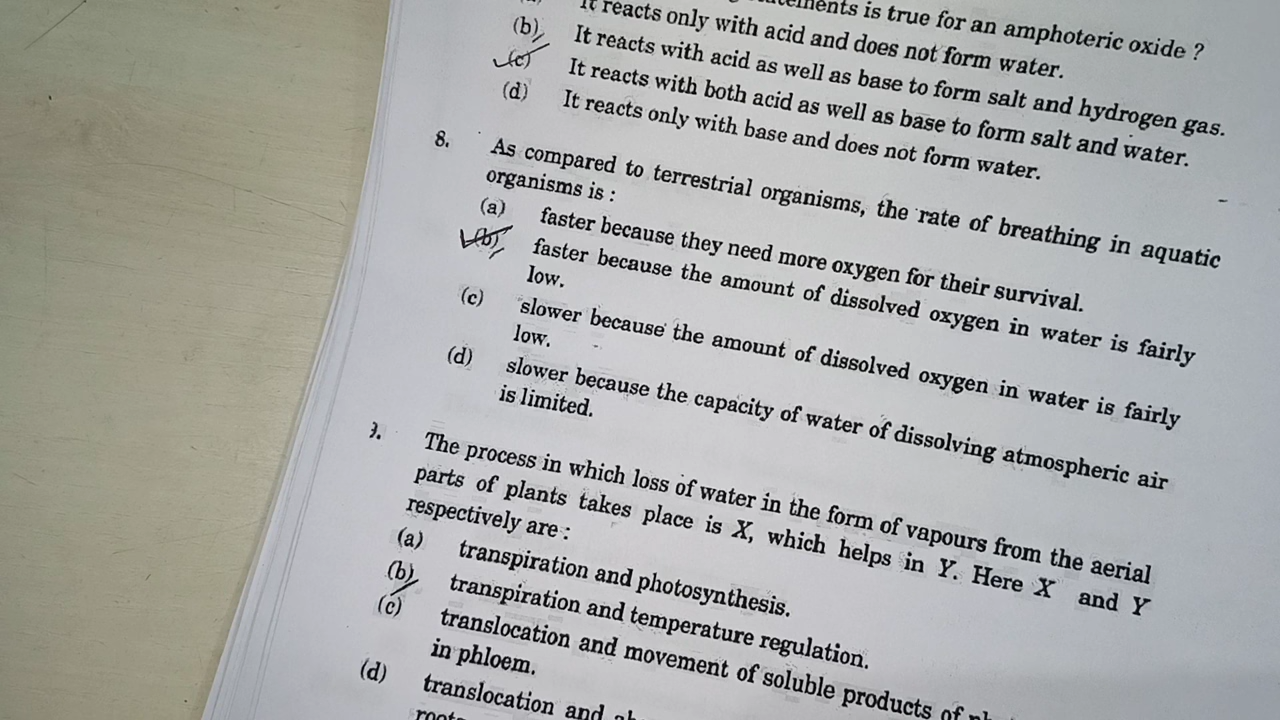 is true for an amphoteric oxide ?
It reacts only with acid and does not form water.
(b) It reacts with acid as well as base to form salt and hydrogen gas.
(c) It reacts with both acid as well as base to form salt and water.
(d) It reacts only with base and does not form water.
8. As compared to terrestrial organisms, the rate of breathing in aquatic
organisms is :
(a) faster because they need more oxygen for their survival.
(b) faster because the amount of dissolved oxygen in water is fairly
low.
(c) slower because the amount of dissolved oxygen in water is fairly
low.
(d) slower because the capacity of water of dissolving atmospheric air
is limited.
9. The process in which loss of water in the form of vapours from the aerial
parts of plants takes place is X, which helps in Y. Here X and Y
respectively are :
(a) transpiration and photosynthesis.
(b) transpiration and temperature regulation.
(c) translocation and movement of soluble products of
in phloem.
(d) translocation and